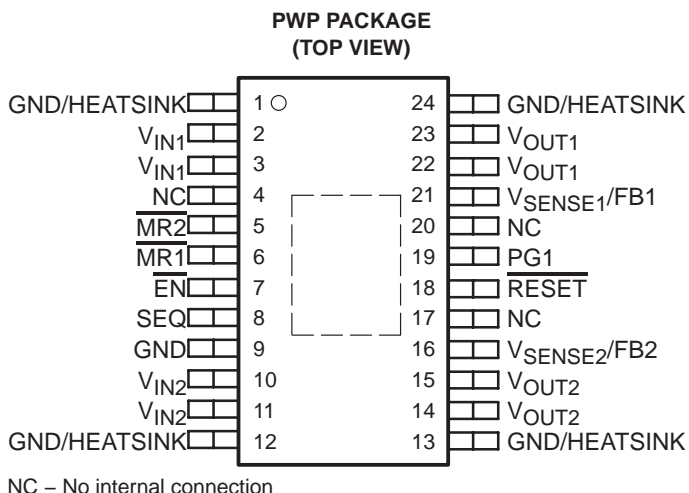 PWP PACKAGE
(TOP VIEW)
GND/HEATSINK 1 24 GND/HEATSINK
VIN1 2 23 VOUT1
VIN1 3 22 VOUT1
NC 4 21 VSENSE1/FB1
MR2 5 20 NC
MR1 6 19 PG1
EN 7 18 RESET
SEQ 8 17 NC
GND 9 16 VSENSE2/FB2
VIN2 10 15 VOUT2
VIN2 11 14 VOUT2
GND/HEATSINK 12 13 GND/HEATSINK
NC – No internal connection